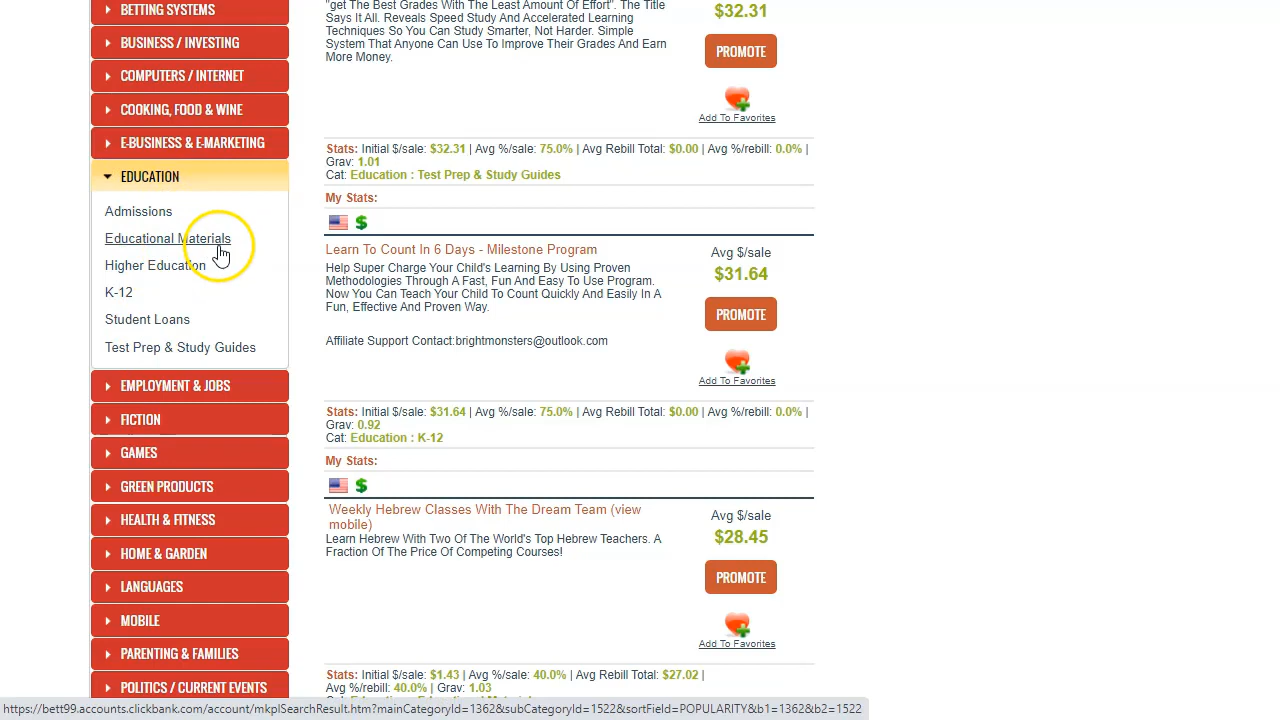 BETTING SYSTEMS
BUSINESS / INVESTING
COMPUTERS / INTERNET
COOKING, FOOD & WINE
E-BUSINESS & E-MARKETING
EDUCATION
Admissions
Educational Materials
Higher Education
K-12
Student Loans
Test Prep & Study Guides
EMPLOYMENT & JOBS
FICTION
GAMES
GREEN PRODUCTS
HEALTH & FITNESS
HOME & GARDEN
LANGUAGES
MOBILE
PARENTING & FAMILIES
POLITICS / CURRENT EVENTS
"get The Best Grades With The Least Amount Of Effort". The Title
Says It All. Reveals Speed Study And Accelerated Learning
Techniques So You Can Study Smarter, Not Harder. Simple
System That Anyone Can Use To Improve Their Grades And Earn
More Money.
$32.31
PROMOTE
Add To Favorites
Stats: Initial $/sale: $32.31 | Avg %/sale: 75.0% | Avg Rebill Total: $0.00 | Avg %/rebill: 0.0% |
Grav: 1.01
Cat: Education : Test Prep & Study Guides
My Stats:
$
Learn To Count In 6 Days - Milestone Program
Help Super Charge Your Child's Learning By Using Proven
Methodologies Through A Fast, Fun And Easy To Use Program.
Now You Can Teach Your Child To Count Quickly And Easily In A
Fun, Effective And Proven Way.
Affiliate Support Contact:brightmonsters@outlook.com
Avg $/sale
$31.64
PROMOTE
Add To Favorites
Stats: Initial $/sale: $31.64 | Avg %/sale: 75.0% | Avg Rebill Total: $0.00 | Avg %/rebill: 0.0% |
Grav: 0.92
Cat: Education : K-12
My Stats:
$
Weekly Hebrew Classes With The Dream Team (view
mobile)
Learn Hebrew With Two Of The World's Top Hebrew Teachers. A
Fraction Of The Price Of Competing Courses!
Avg $/sale
$28.45
PROMOTE
Add To Favorites
Stats: Initial $/sale: $1.43 | Avg %/sale: 40.0% | Avg Rebill Total: $27.02 |
Avg %/rebill: 40.0% | Grav: 1.03
https://bett99.accounts.clickbank.com/account/mkplSearchResult.htm?mainCategoryId=1362&subCategoryId=1522&sortField=POPULARITY&b1=1362&b2=1522